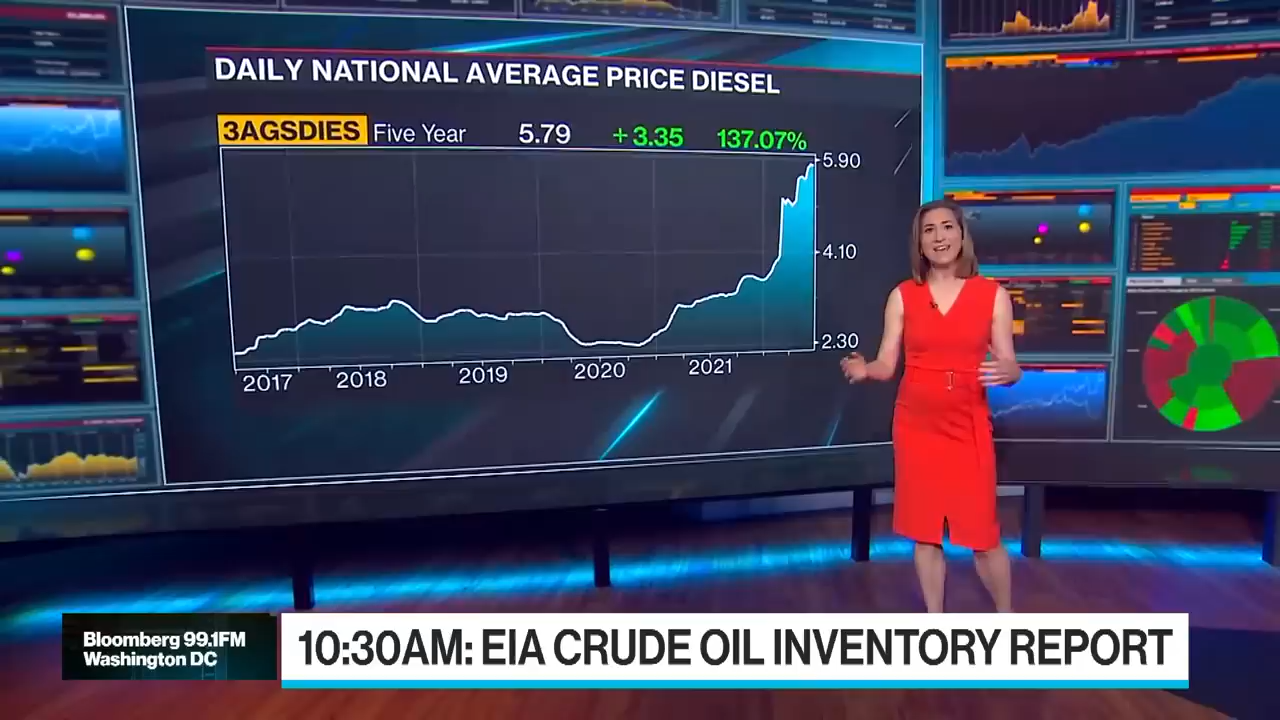 DAILY NATIONAL AVERAGE PRICE DIESEL
3AGSDIES Five Year 5.79 +3.35 137.07%
5.90
4.10
2.30
2017 2018 2019 2020 2021
Bloomberg 99.1FM
Washington DC
10:30AM: EIA CRUDE OIL INVENTORY REPORT